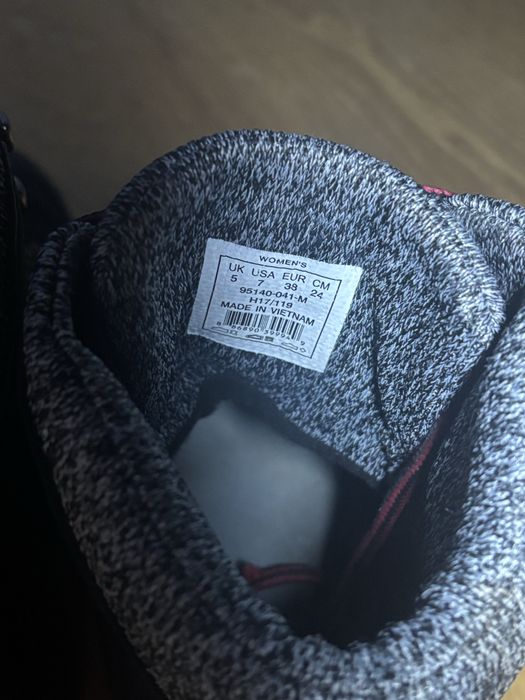 WOMEN'S
UK USA EUR CM
5 7 38 24
95140-041-M
H17/119
MADE IN VIETNAM